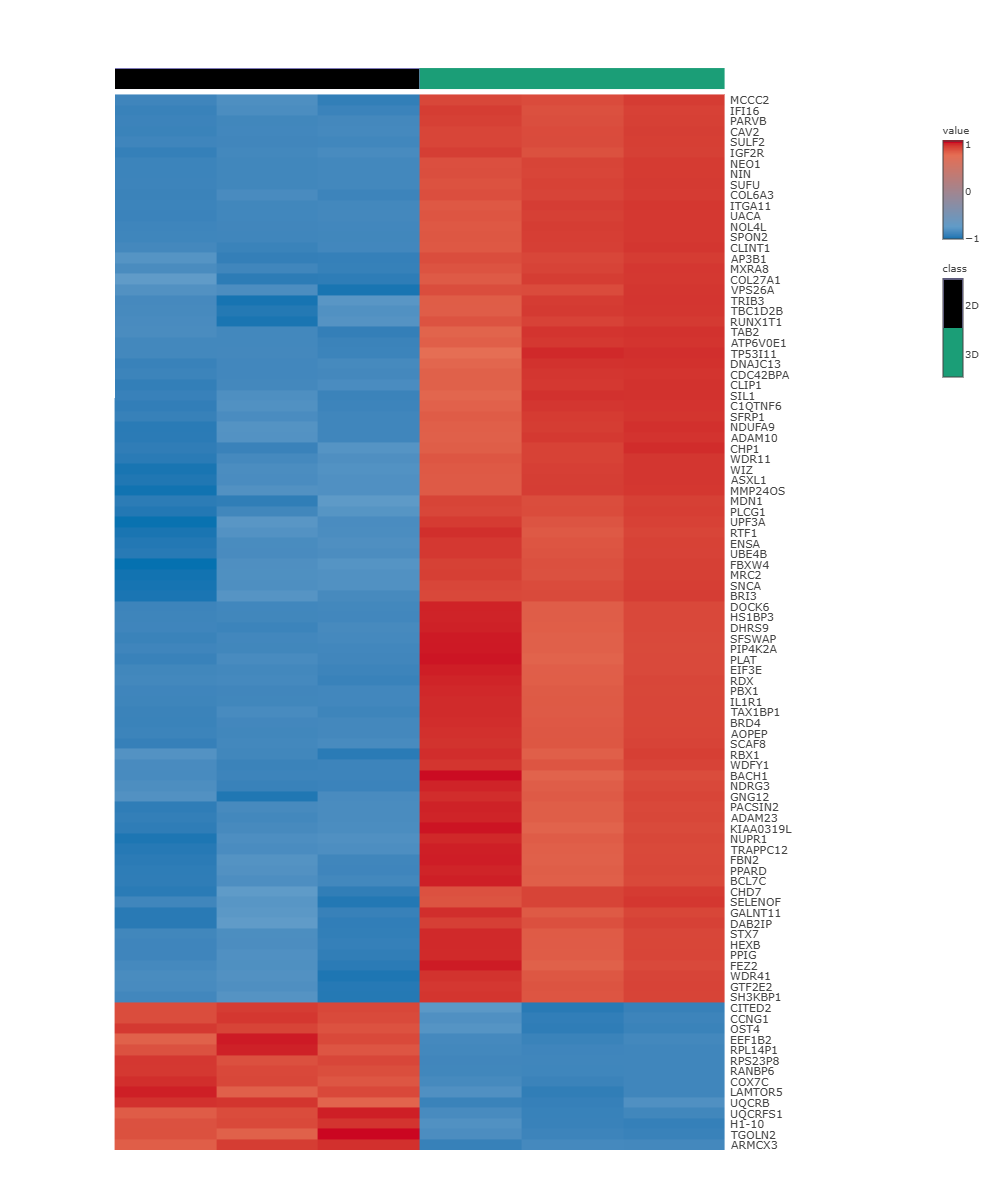 MCCC2
IFI16
PARVB
CAV2
SULF2
IGF2R
NEO1
NIN
SUFU
COL6A3
ITGA11
UACA
NOL4L
SPON2
CLINT1
AP3B1
MXRA8
COL27A1
VPS26A
TRIB3
TBC1D2B
RUNX1T1
TAB2
ATP6V0E1
TP53I11
DNAJC13
CDC42BPA
CLIP1
SIL1
C1QTNF6
SFRP1
NDUFA9
ADAM10
CHP1
WDR11
WIZ
ASXL1
MMP24OS
MDN1
PLCG1
UPF3A
RTF1
ENSA
UBE4B
FBXW4
MRC2
SNCA
BRI3
DOCK6
HS1BP3
DHRS9
SFSWAP
PIP4K2A
PLAT
EIF3E
RDX
PBX1
IL1R1
TAX1BP1
BRD4
AOPEP
SCAF8
RBX1
WDFY1
BACH1
NDRG3
GNG12
PACSIN2
ADAM23
KIAA0319L
NUPR1
TRAPPC12
FBN2
PPARD
BCL7C
CHD7
SELENOF
GALNT11
DAB2IP
STX7
HEXB
PPIG
FEZ2
WDR41
GTF2E2
SH3KBP1
CITED2
CCNG1
OST4
EEF1B2
RPL14P1
RPS23P8
RANBP6
COX7C
LAMTOR5
UQCRB
UQCRFS1
H1-10
TGOLN2
ARMCX3
value
1
0
−1
class
2D
3D